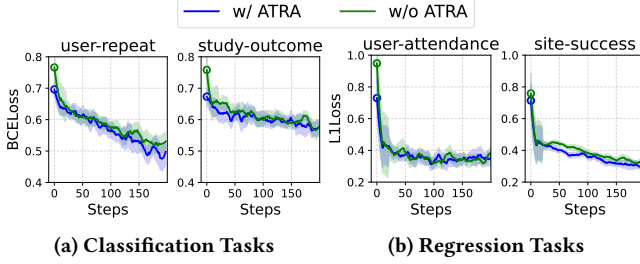 w/ ATRA w/o ATRA
user-repeat study-outcome user-attendance site-success
BCELoss
0.8
0.7
0.6
0.5
0.4
0 50 100 150
Steps
0.8
0.7
0.6
0.5
0.4
0 50 100 150
Steps
L1Loss
1.0
0.8
0.6
0.4
0.2
0 50 100 150
Steps
1.0
0.8
0.6
0.4
0.2
0 50 100 150
Steps
(a) Classification Tasks (b) Regression Tasks